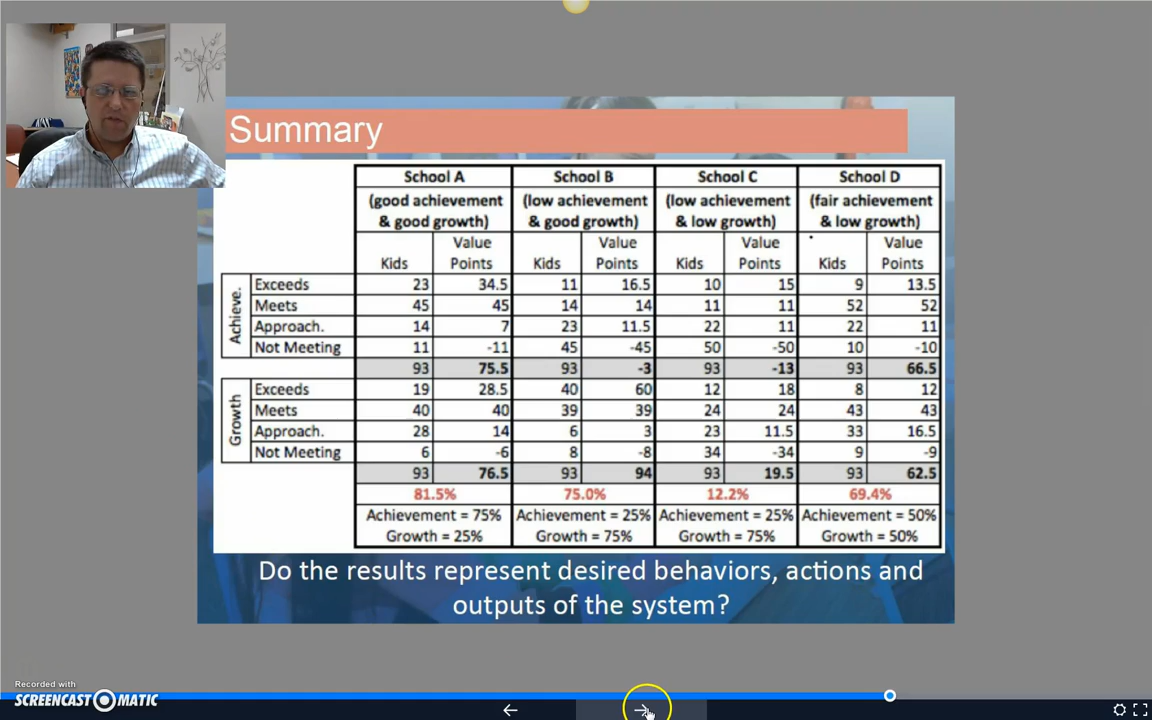 Summary
School A School B School C School D
(good achievement (low achievement (low achievement (fair achievement
& good growth) & good growth) & low growth) & low growth)
Value Value Value Value
Kids Points Kids Points Kids Points Kids Points
Achieve.
Exceeds 23 34.5 11 16.5 10 15 9 13.5
Meets 45 45 14 14 11 11 52 52
Approach. 14 7 23 11.5 22 11 22 11
Not Meeting 11 -11 45 -45 50 -50 10 -10
93 75.5 93 -3 93 -13 93 66.5
Growth
Exceeds 19 28.5 40 60 12 18 8 12
Meets 40 40 39 39 24 24 43 43
Approach. 28 14 6 3 23 11.5 33 16.5
Not Meeting 6 -6 8 -8 34 -34 9 -9
93 76.5 93 94 93 19.5 93 62.5
81.5% 75.0% 12.2% 69.4%
Achievement = 75% Achievement = 25% Achievement = 25% Achievement = 50%
Growth = 25% Growth = 75% Growth = 75% Growth = 50%
Do the results represent desired behaviors, actions and
outputs of the system?
Recorded with
SCREENCAST MATIC